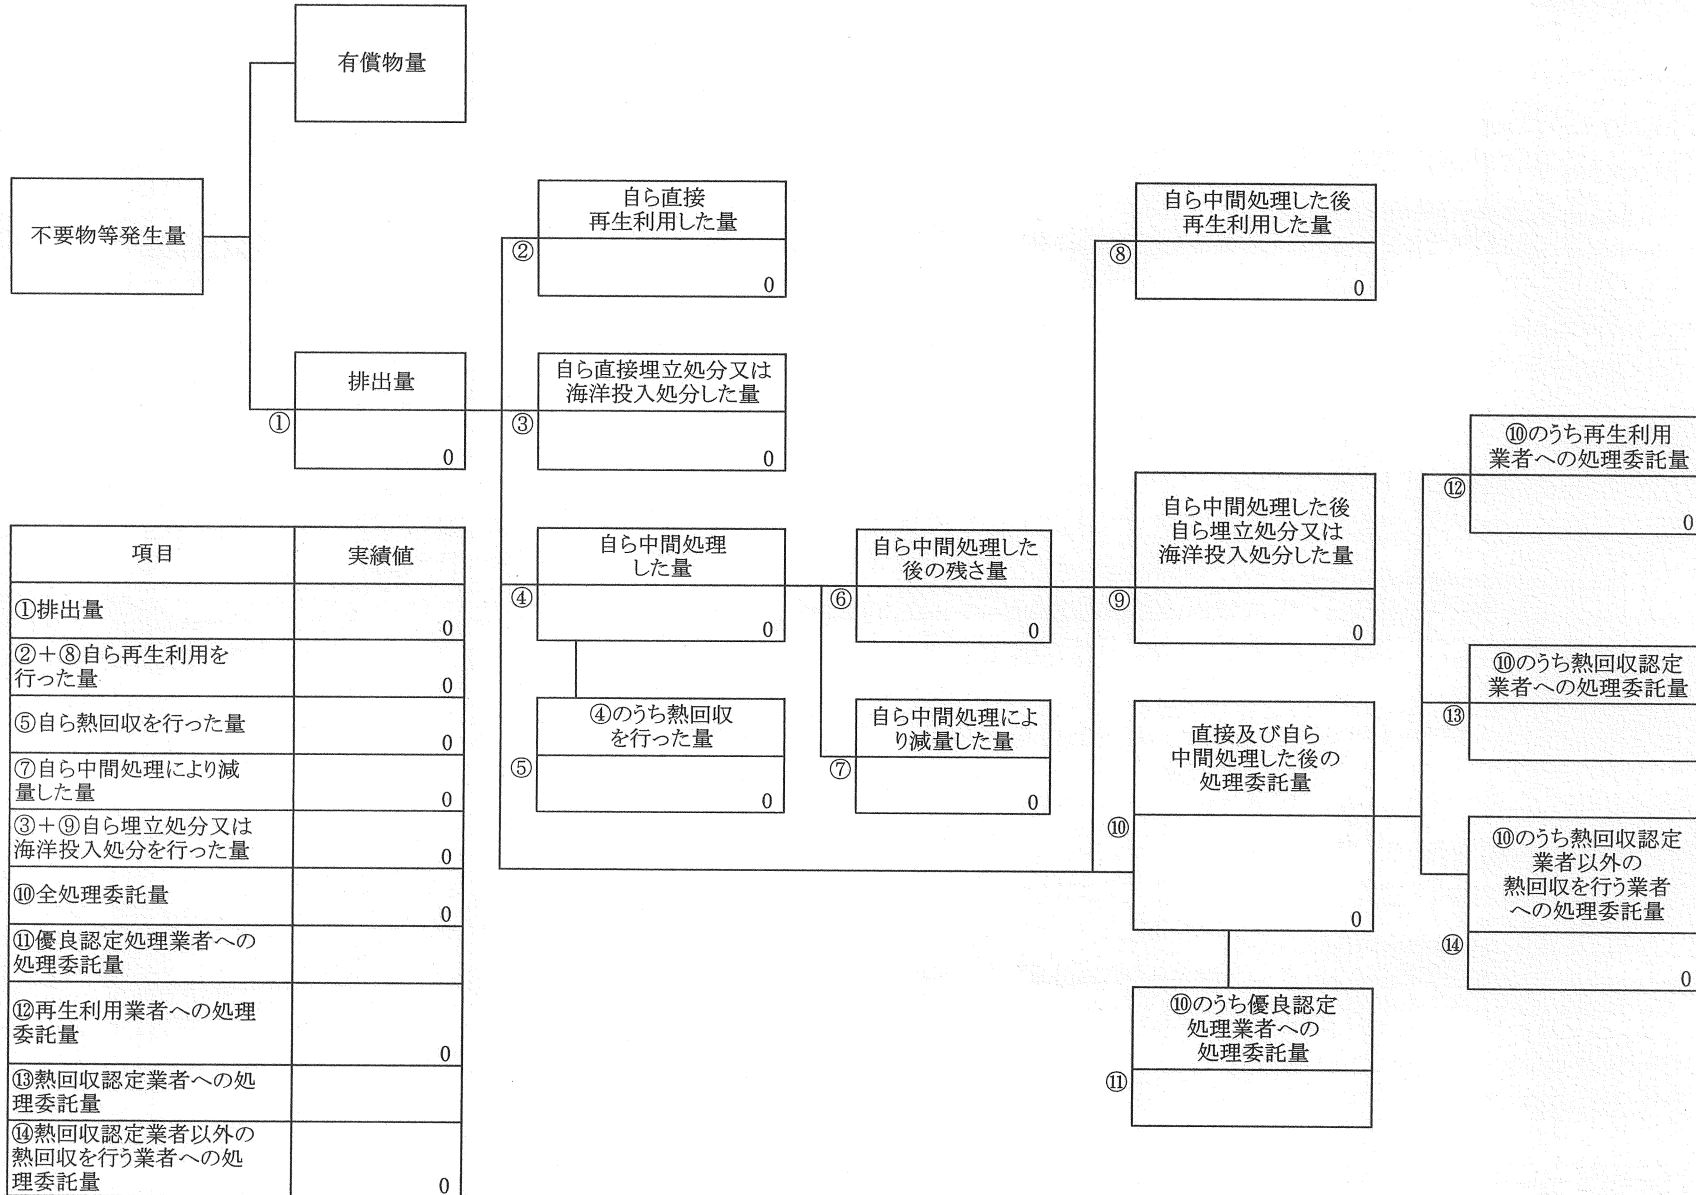 有償物量
不要物等発生量
排出量
①
0
自ら直接
再生利用した量
②
0
自ら直接埋立処分又は
海洋投入処分した量
③
0
自ら中間処理
した量
④
0
④のうち熱回収
を行った量
⑤
0
自ら中間処理した
後の残さ量
⑥
0
自ら中間処理によ
り減量した量
⑦
0
自ら中間処理した後
再生利用した量
⑧
0
自ら中間処理した後
自ら埋立処分又は
海洋投入処分した量
⑨
0
直接及び自ら
中間処理した後の
処理委託量
⑩
0
⑩のうち優良認定
処理業者への
処理委託量
⑪
⑩のうち再生利用
業者への処理委託量
⑫
0
⑩のうち熱回収認定
業者への処理委託量
⑬
⑩のうち熱回収認定
業者以外の
熱回収を行う業者
への処理委託量
⑭
0
項目 実績値
①排出量
0
②+⑧自ら再生利用を
行った量
0
⑤自ら熱回収を行った量
0
⑦自ら中間処理により減
量した量
0
③+⑨自ら埋立処分又は
海洋投入処分を行った量
0
⑩全処理委託量
0
⑪優良認定処理業者への
処理委託量
⑫再生利用業者への処理
委託量
0
⑬熱回収認定業者への処
理委託量
⑭熱回収認定業者以外の
熱回収を行う業者への処
理委託量
0